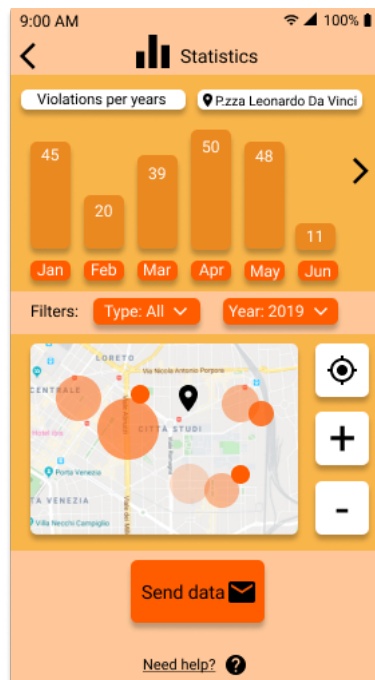 9:00 AM 100%
Statistics
Violations per years P.zza Leonardo Da Vinci
45 20 39 50 48 11
Jan Feb Mar Apr May Jun
Filters: Type: All Year: 2019
LORETO
Via Nicola Antonio Porpora
CENTRALE
Hotel Gra
CITTÀ STUDI
Porta Venezia
TA VENEZIA
Villa Necchi Campiglio
+
-
Send data
Need help? ?